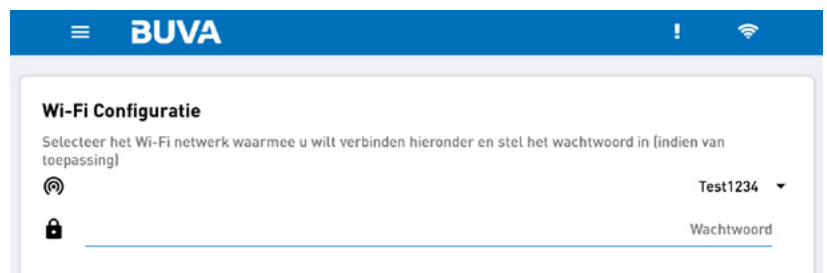 BUVA
Wi-Fi Configuratie
Selecteer het Wi-Fi netwerk waarmee u wilt verbinden hieronder en stel het wachtwoord in (indien van
toepassing)
Test1234
Wachtwoord